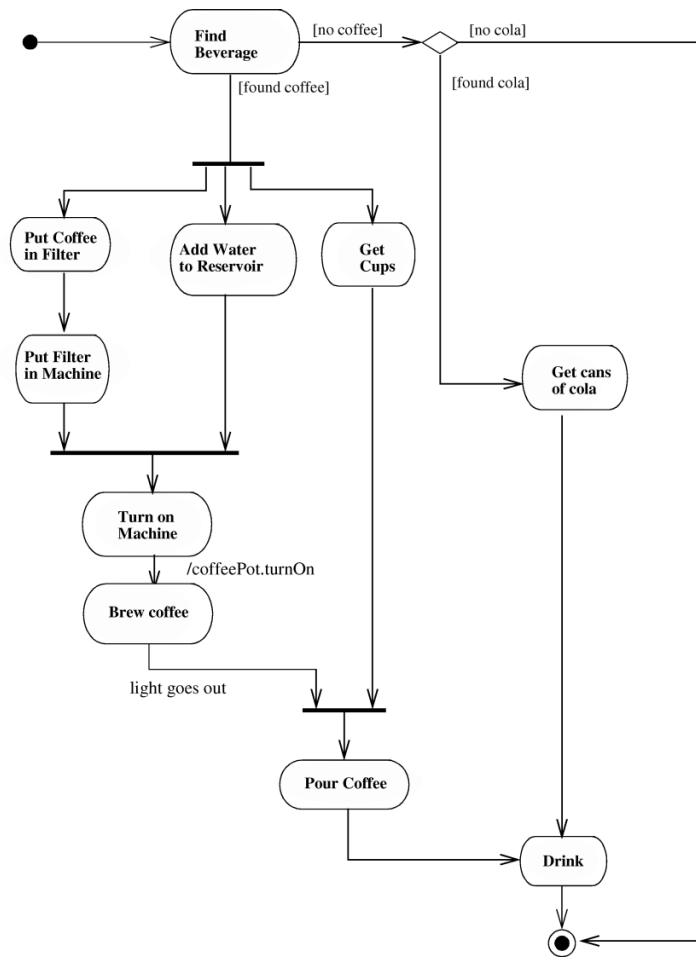 Find
Beverage
[no coffee]
[no cola]
[found coffee]
[found cola]
Put Coffee
in Filter
Add Water
to Reservoir
Get
Cups
Put Filter
in Machine
Get cans
of cola
Turn on
Machine
/coffeePot.turnOn
Brew coffee
light goes out
Pour Coffee
Drink